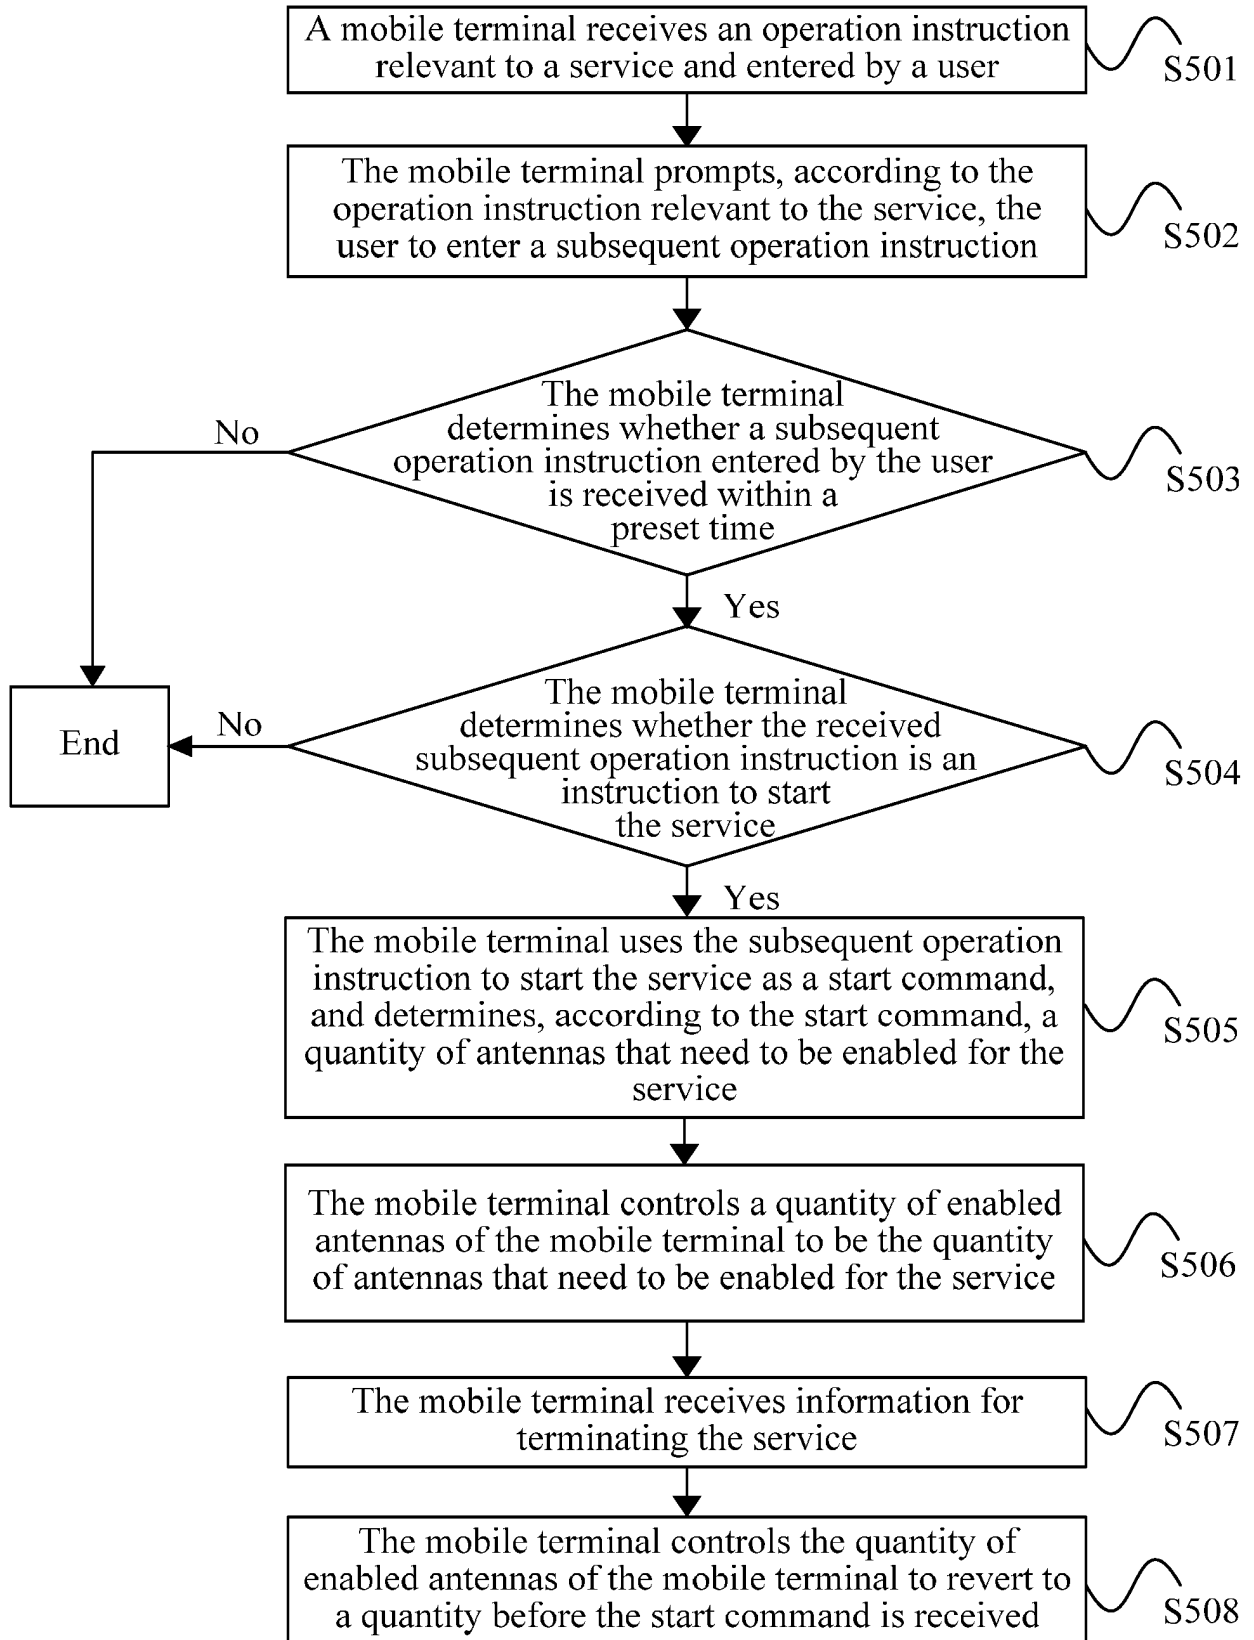 A mobile terminal receives an operation instruction
relevant to a service and entered by a user
S501
The mobile terminal prompts, according to the
operation instruction relevant to the service, the
user to enter a subsequent operation instruction
S502
The mobile terminal
determines whether a subsequent
operation instruction entered by the user
is received within a
preset time
S503
No
Yes
The mobile terminal
determines whether the received
subsequent operation instruction is an
instruction to start
the service
S504
No
End
Yes
The mobile terminal uses the subsequent operation
instruction to start the service as a start command,
and determines, according to the start command, a
quantity of antennas that need to be enabled for the
service
S505
The mobile terminal controls a quantity of enabled
antennas of the mobile terminal to be the quantity
of antennas that need to be enabled for the service
S506
The mobile terminal receives information for
terminating the service
S507
The mobile terminal controls the quantity of
enabled antennas of the mobile terminal to revert to
a quantity before the start command is received
S508